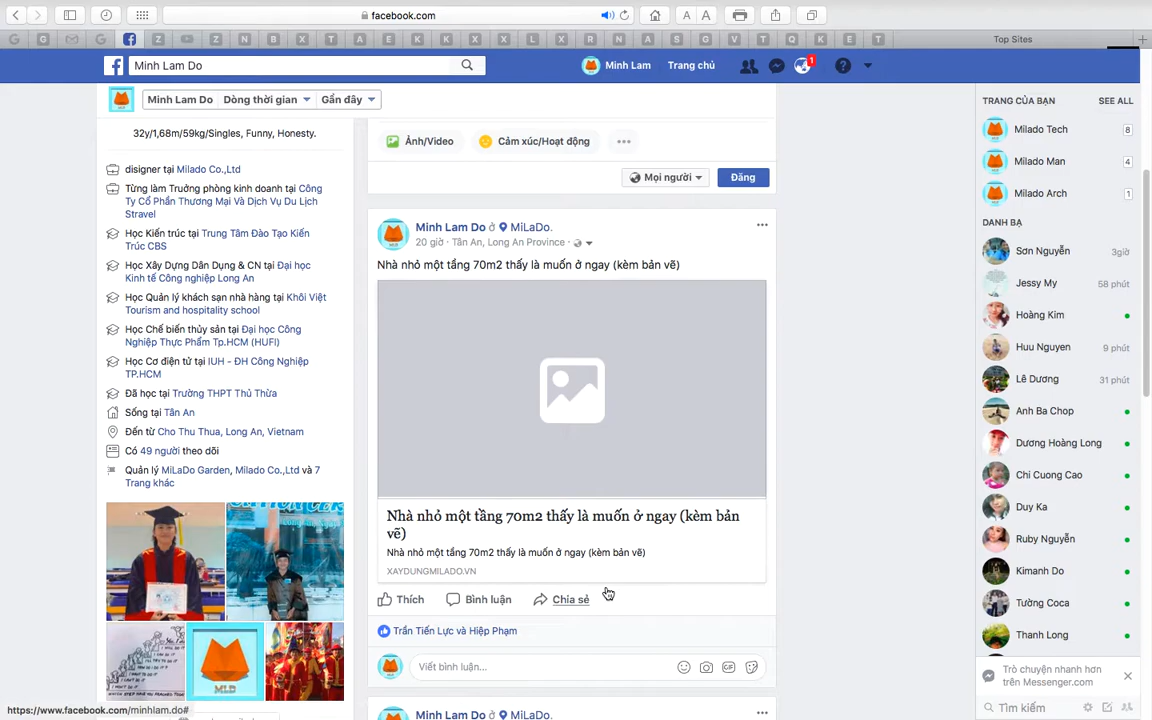 facebook.com
A A
G G G f Z Z N B X T A E K K X X L X R N A S G V T Q K E T Top Sites
Minh Lam Do
Minh Lam Trang chủ 1
Minh Lam Do Dòng thời gian Gần đây
32y/1,68m/59kg/Singles, Funny, Honesty.
disigner tại Milado Co.,Ltd
Từng làm Trưởng phòng kinh doanh tại Công
Ty Cổ Phần Thương Mại Và Dịch Vụ Du Lịch
Stravel
Học Kiến trúc tại Trung Tâm Đào Tạo Kiến
Trúc CBS
Học Xây Dựng Dân Dụng & CN tại Đại học
Kinh tế Công nghiệp Long An
Học Quản lý khách sạn nhà hàng tại Khôi Việt
Tourism and hospitality school
Học Chế biến thủy sản tại Đại học Công
Nghiệp Thực Phẩm Tp.HCM (HUFI)
Học Cơ điện tử tại IUH - ĐH Công Nghiệp
TP.HCM
Đã học tại Trường THPT Thủ Thừa
Sống tại Tân An
Đến từ Cho Thu Thua, Long An, Vietnam
Có 49 người theo dõi
Quản lý MiLaDo Garden, Milado Co.,Ltd và 7
Trang khác
MLD
https://www.facebook.com/minhlam.do#
Ảnh/Video Cảm xúc/Hoạt động
Mọi người Đăng
Minh Lam Do ở MiLaDo.
20 giờ · Tân An, Long An Province ·
Nhà nhỏ một tầng 70m2 thấy là muốn ở ngay (kèm bản vẽ)
Nhà nhỏ một tầng 70m2 thấy là muốn ở ngay (kèm bản
vẽ)
Nhà nhỏ một tầng 70m2 thấy là muốn ở ngay (kèm bản vẽ)
XAYDUNGMILADO.VN
Thích Bình luận Chia sẻ
Trần Tiến Lực và Hiệp Phạm
Viết bình luận...
GIF
Minh Lam Do ở MiLaDo.
TRANG CỦA BẠN SEE ALL
Milado Tech 8
Milado Man 4
Milado Arch 1
DANH BẠ
Sơn Nguyễn 3giờ
Jessy My 58 phút
Hoàng Kim
Huu Nguyen 9 phút
Lê Dương 31 phút
Anh Ba Chop
Dương Hoàng Long
Chi Cuong Cao
Duy Ka
Ruby Nguyễn
Kimanh Do
Tường Coca
Thanh Long
Trò chuyện nhanh hơn
trên Messenger.com
Tìm kiếm